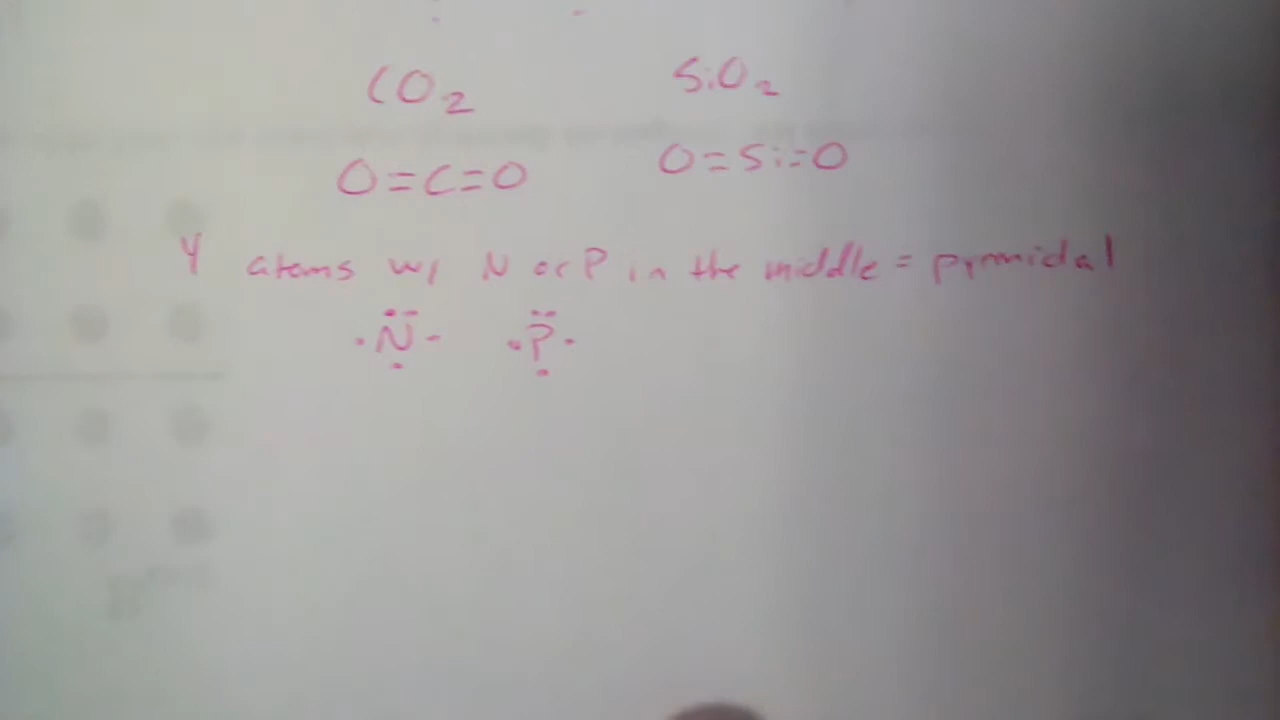 CO2 SiO2
O=C=O O=Si=O
4 atoms w/ N or P in the middle = pyramidal
N P